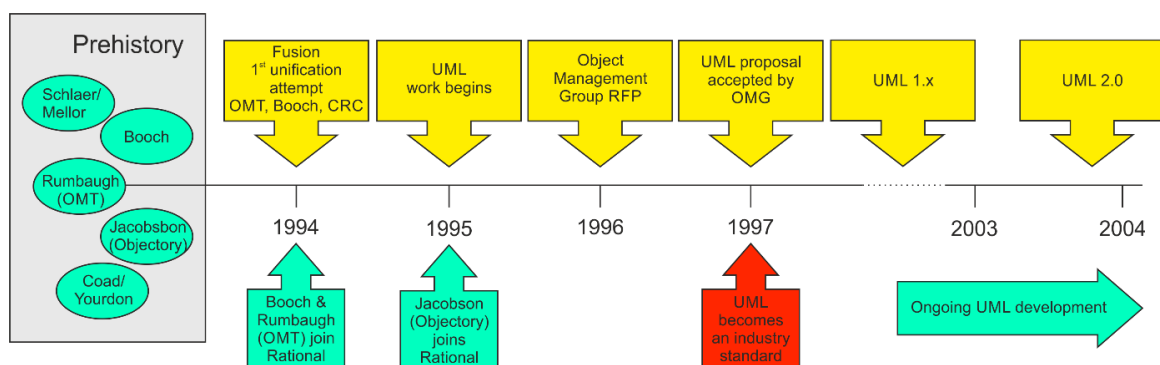 Prehistory
Schlaer/
Mellor
Booch
Rumbaugh
(OMT)
Jacobsbon
(Objectory)
Coad/
Yourdon
Fusion
1st unification
attempt
OMT, Booch, CRC
UML
work begins
Object
Management
Group RFP
UML proposal
accepted by
OMG
UML 1.x
UML 2.0
1994
1995
1996
1997
2003
2004
Booch &
Rumbaugh
(OMT) join
Rational
Jacobson
(Objectory)
joins
Rational
UML
becomes
an industry
standard
Ongoing UML development